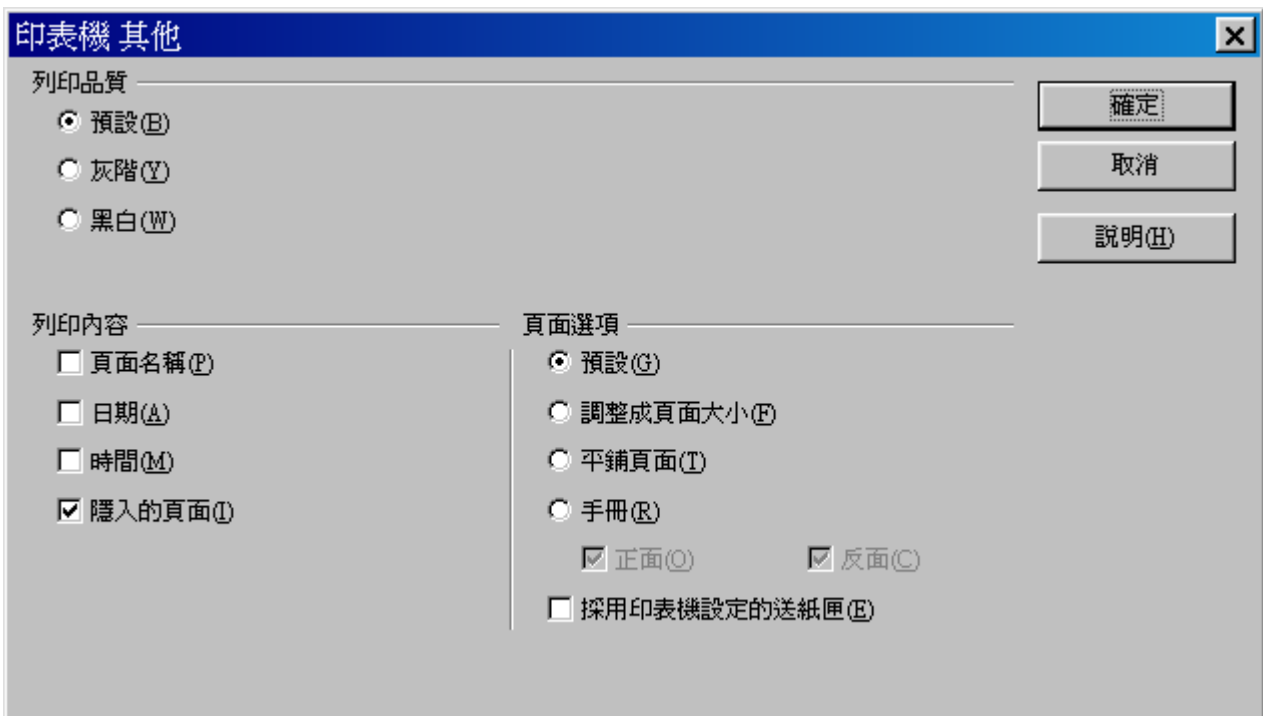 印表機 其他
列印品質
預設(B)
灰階(Y)
黑白(W)
確定
取消
說明(H)
列印內容
頁面名稱(P)
日期(A)
時間(M)
隱入的頁面(I)
頁面選項
預設(G)
調整成頁面大小(F)
平鋪頁面(T)
手冊(R)
正面(O) 反面(C)
採用印表機設定的送紙匣(E)